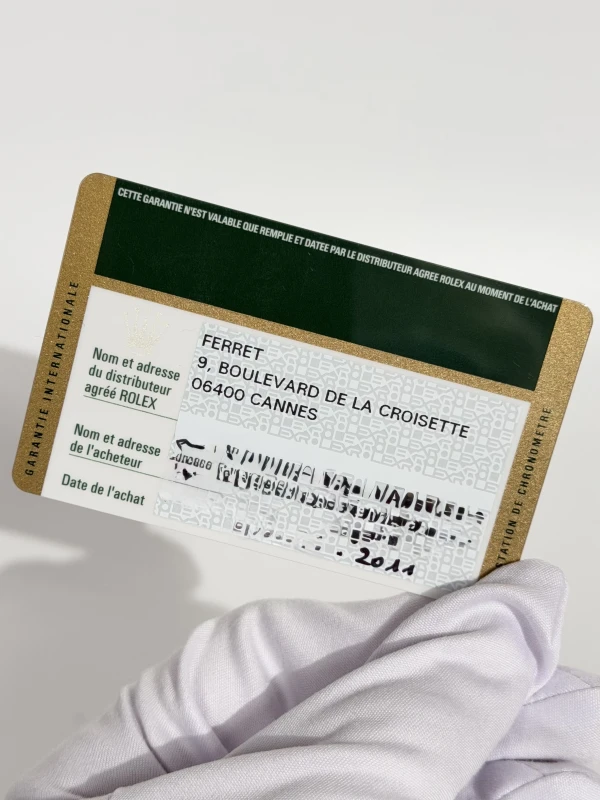 CETTE GARANTIE N'EST VALABLE QUE REMPLIE ET DATEE PAR LE DISTRIBUTEUR AGREE ROLEX AU MOMENT DE L'ACHAT
GARANTIE INTERNATIONALE
Nom et adresse
du distributeur
agréé ROLEX
FERRET
9, BOULEVARD DE LA CROISETTE
06400 CANNES
Nom et adresse
de l'acheteur
Date de l'achat
2011
TATION DE CHRONOMETRE